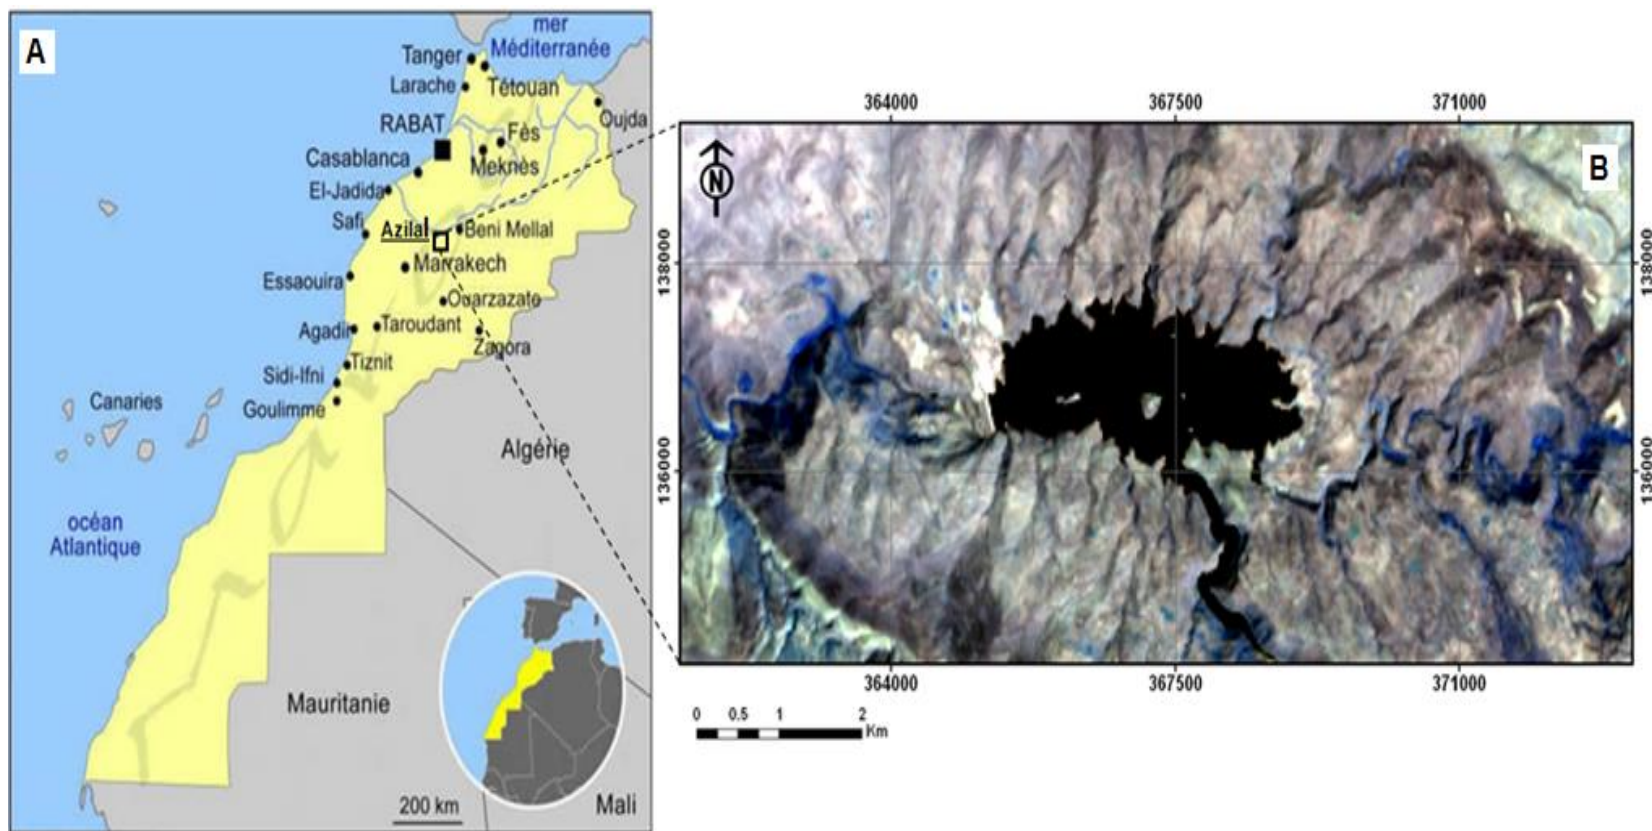 A
mer
Méditerranée
Tanger
Larache
Tétouan
Oujda
RABAT
Fès
Meknès
Casablanca
El-Jadida
Safi
Azilal
Beni Mellal
Marrakech
Essaouira
Ouarzazate
Agadir
Taroudant
Zagora
Tiznit
Sidi-Ifni
Goulimme
Canaries
Algérie
océan
Atlantique
Mauritanie
200 km
Mali
364000
367500
371000
B
N
138000
138000
136000
136000
364000
367500
371000
0 0.5 1 2
Km